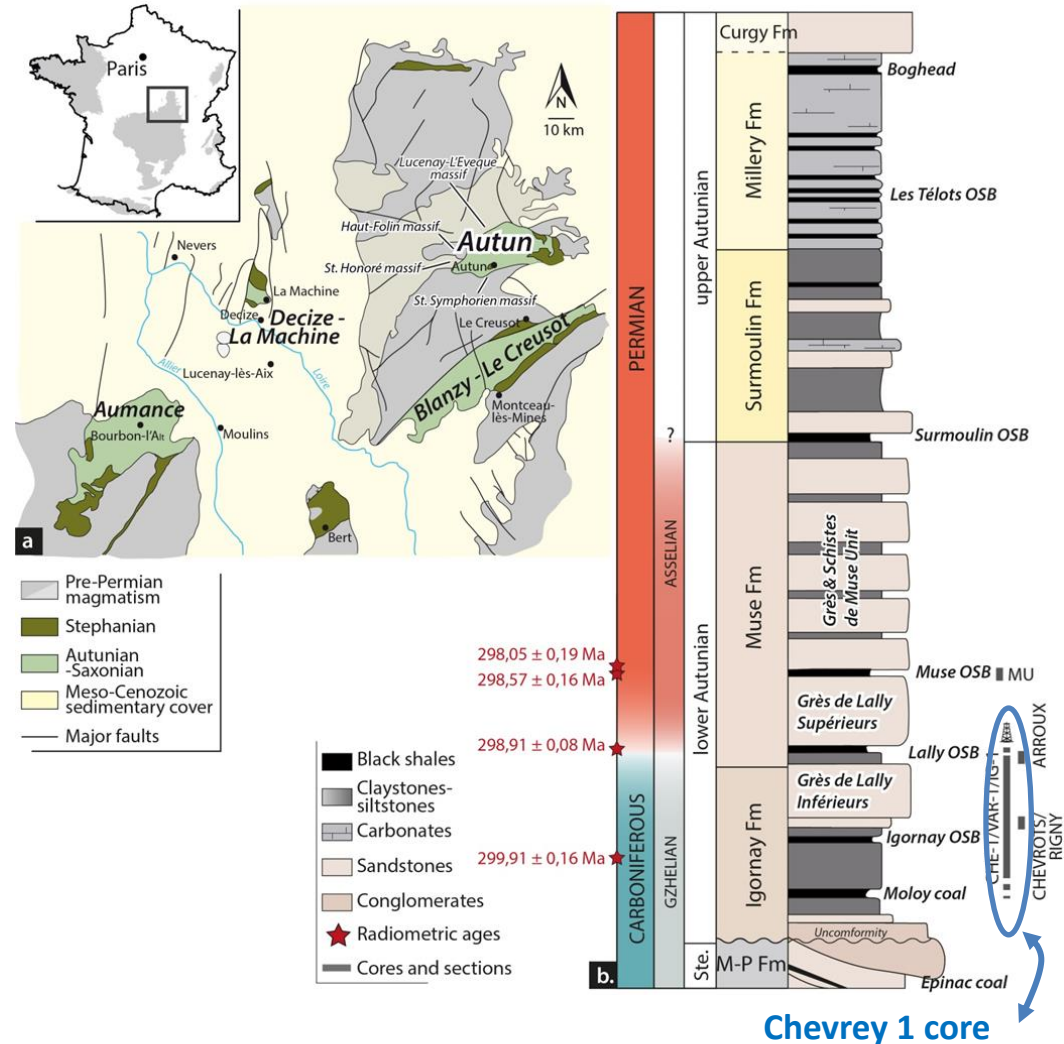 Paris
N
10 km
Lucenay-L'Eveque
massif
Haut-Folin massif
Autun
Autun
St. Honoré massif
St. Symphorien massif
Nevers
La Machine
Decize
Decize -
La Machine
Le Creusot
Blanzy - Le Creusot
Allier
Loire
Lucenay-lès-Aix
Montceau-
lès-Mines
Aumance
Bourbon-l'Alt
Moulins
Bert
a
Pre-Permian
magmatism
Stephanian
Autunian
-Saxonian
Meso-Cenozoic
sedimentary cover
Major faults
Black shales
Claystones-
siltstones
Carbonates
Sandstones
Conglomerates
Radiometric ages
Cores and sections
298,05 ± 0,19 Ma
298,57 ± 0,16 Ma
298,91 ± 0,08 Ma
299,91 ± 0,16 Ma
b.
PERMIAN
CARBONIFEROUS
?
ASSELIAN
GZHELIAN
upper Autunian
lower Autunian
Ste.
Curgy Fm
Millery Fm
Surmoulin Fm
Muse Fm
Igornay Fm
M-P Fm
Grès & Schistes
de Muse Unit
Grès de Lally
Supérieurs
Grès de Lally
Inférieurs
Uncomformity
Boghead
Les Télots OSB
Surmoulin OSB
Muse OSB
MU
Lally OSB
Igornay OSB
Moloy coal
Epinac coal
CHE-1/VAR-1/IG-1
ARROUX
CHEVROTS/
RIGNY
Chevrey 1 core